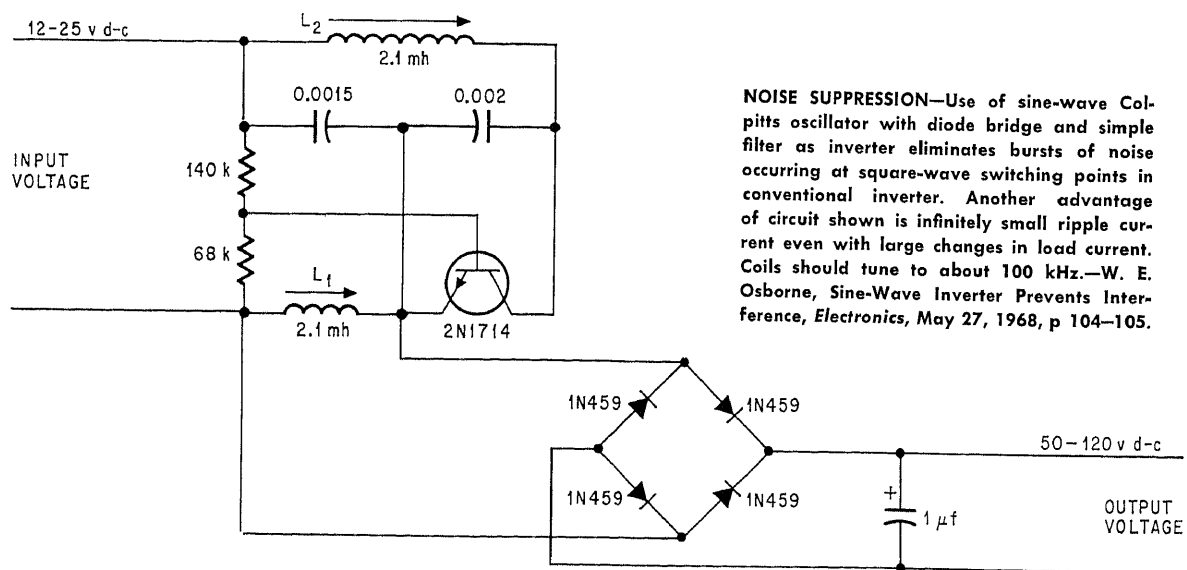 12-25 v d-c
L2
2.1 mh
0.0015
0.002
INPUT
VOLTAGE
140 k
68 k
L1
2.1 mh
2N1714
NOISE SUPPRESSION—Use of sine-wave Col-
pitts oscillator with diode bridge and simple
filter as inverter eliminates bursts of noise
occurring at square-wave switching points in
conventional inverter. Another advantage
of circuit shown is infinitely small ripple cur-
rent even with large changes in load current.
Coils should tune to about 100 kHz.—W. E.
Osborne, Sine-Wave Inverter Prevents Inter-
ference, Electronics, May 27, 1968, p 104–105.
1N459
1N459
1N459
1N459
50-120 v d-c
+
1 µf
OUTPUT
VOLTAGE